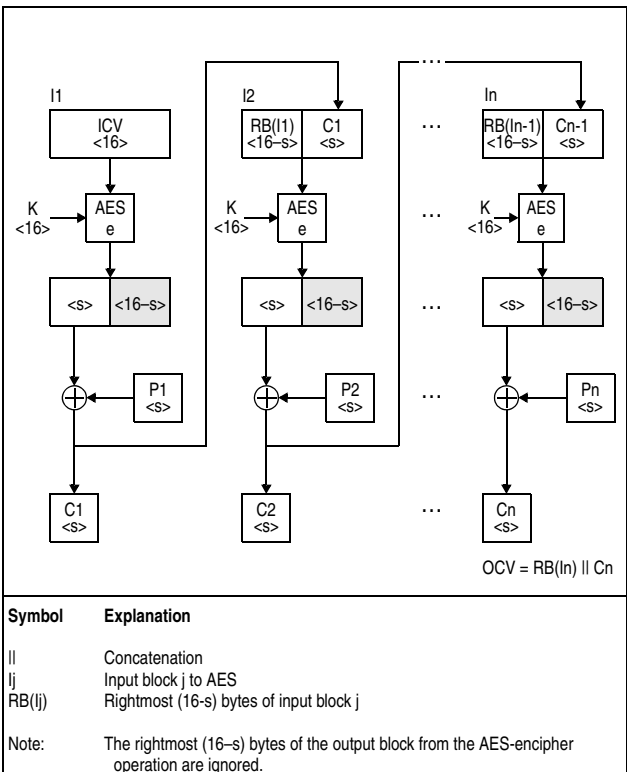 ...
I1 I2 In
ICV RB(I1) C1 ... RB(In-1) Cn-1
<16> <16–s> <s> <16–s> <s>
K AES K AES ... K AES
<16> e <16> e <16> e
<s> <16–s> <s> <16–s> ... <s> <16–s>
P1 P2 ... Pn
<s> <s> <s>
C1 C2 ... Cn
<s> <s> <s>
OCV = RB(In) || Cn
Symbol Explanation
|| Concatenation
Ij Input block j to AES
RB(Ij) Rightmost (16-s) bytes of input block j
Note: The rightmost (16–s) bytes of the output block from the AES-encipher
operation are ignored.